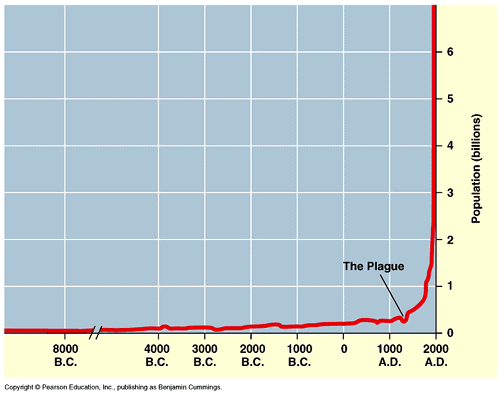 6
5
4
3
2
1
0
Population (billions)
The Plague
8000 4000 3000 2000 1000 0 1000 2000
B.C. B.C. B.C. B.C. B.C. A.D. A.D.
Copyright © Pearson Education, Inc., publishing as Benjamin Cummings.